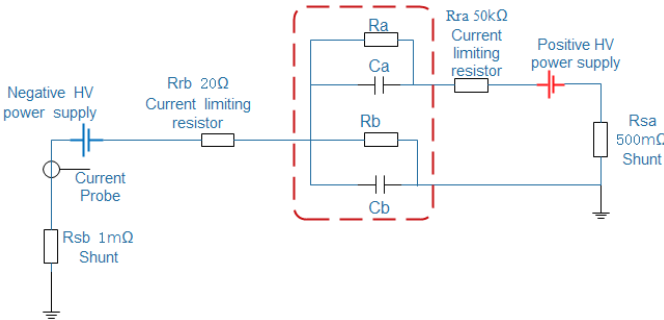 Ra
Rra 50kΩ
Current
limiting
resistor
Positive HV
power supply
Ca
Rrb 20Ω
Current limiting
resistor
Negative HV
power supply
Rb
Rsa
500mΩ
Shunt
Current
Probe
Cb
Rsb 1mΩ
Shunt